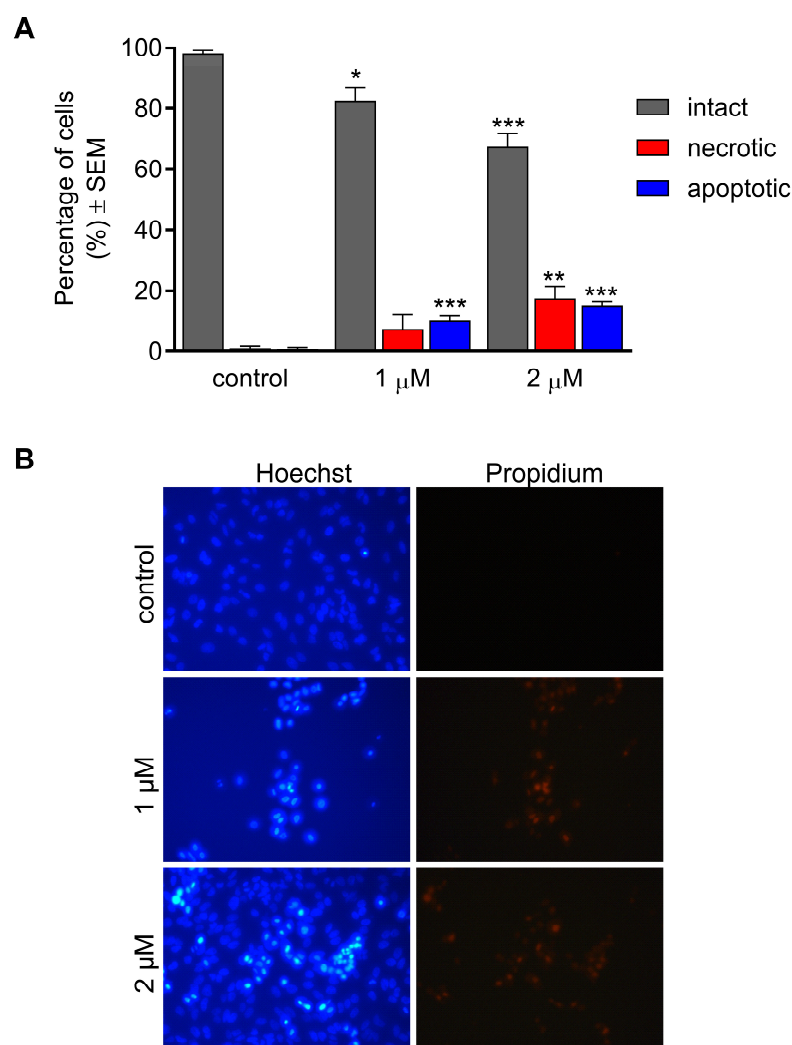 A
Percentage of cells
(%) ± SEM
100
80
60
40
20
0
*
***
***
**
***
control
1 μM
2 μM
intact
necrotic
apoptotic
B
Hoechst
Propidium
control
1 μM
2 μM